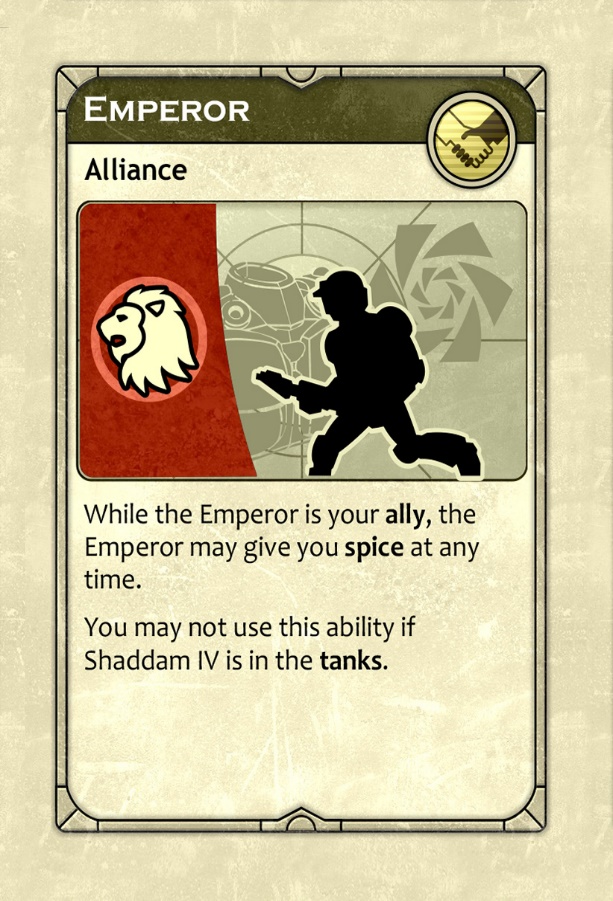 EMPEROR
Alliance
While the Emperor is your ally, the
Emperor may give you spice at any
time.
You may not use this ability if
Shaddam IV is in the tanks.